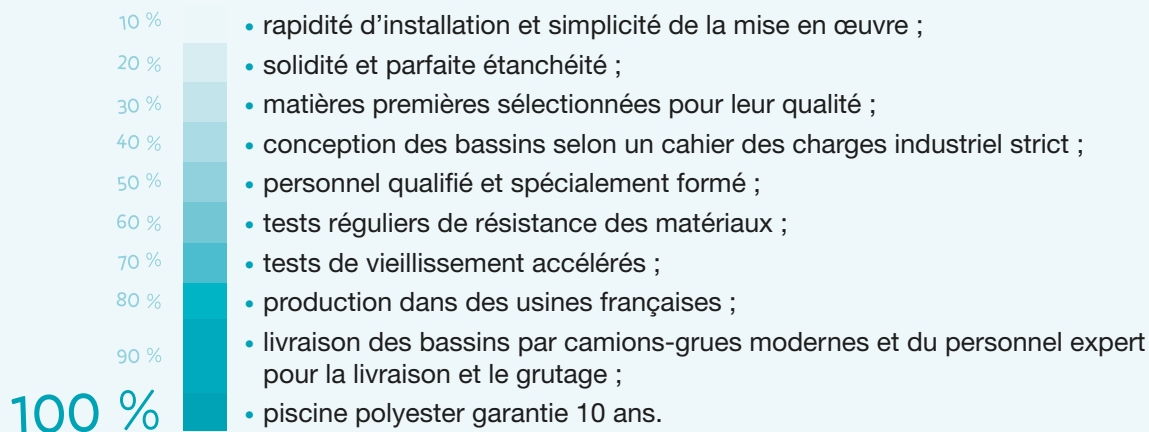 10 %
• rapidité d’installation et simplicité de la mise en œuvre ;
20 %
• solidité et parfaite étanchéité ;
30 %
• matières premières sélectionnées pour leur qualité ;
40 %
• conception des bassins selon un cahier des charges industriel strict ;
50 %
• personnel qualifié et spécialement formé ;
60 %
• tests réguliers de résistance des matériaux ;
70 %
• tests de vieillissement accélérés ;
80 %
• production dans des usines françaises ;
90 %
• livraison des bassins par camions-grues modernes et du personnel expert
pour la livraison et le grutage ;
100 %
• piscine polyester garantie 10 ans.